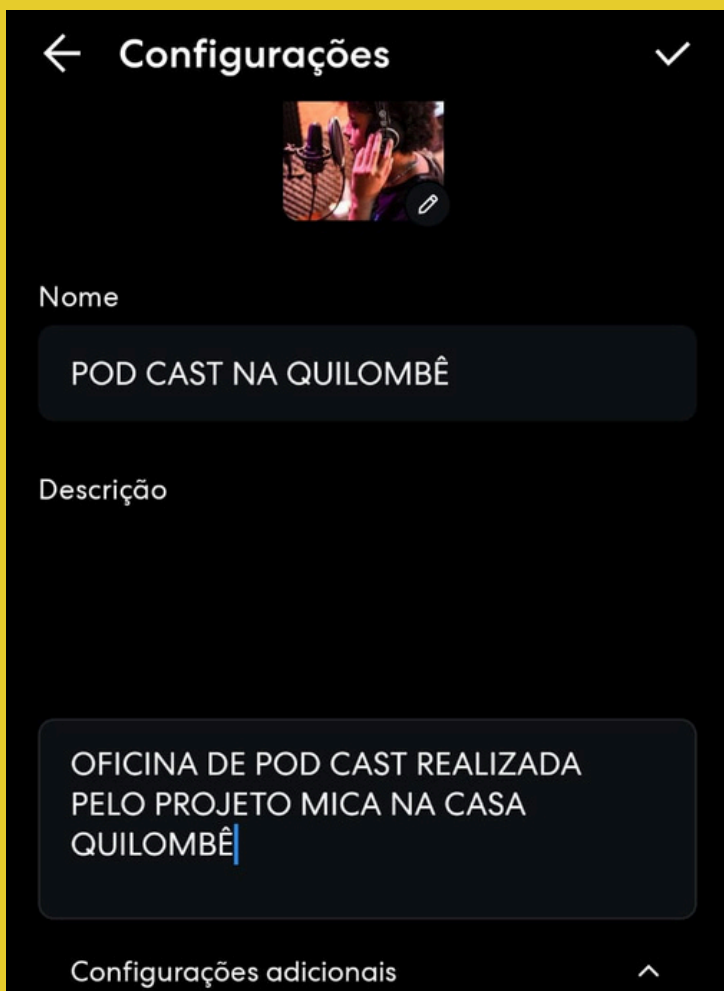 Configurações
Nome
POD CAST NA QUILOMBÊ
Descrição
OFICINA DE POD CAST REALIZADA
PELO PROJETO MICA NA CASA
QUILOMBÊ
Configurações adicionais